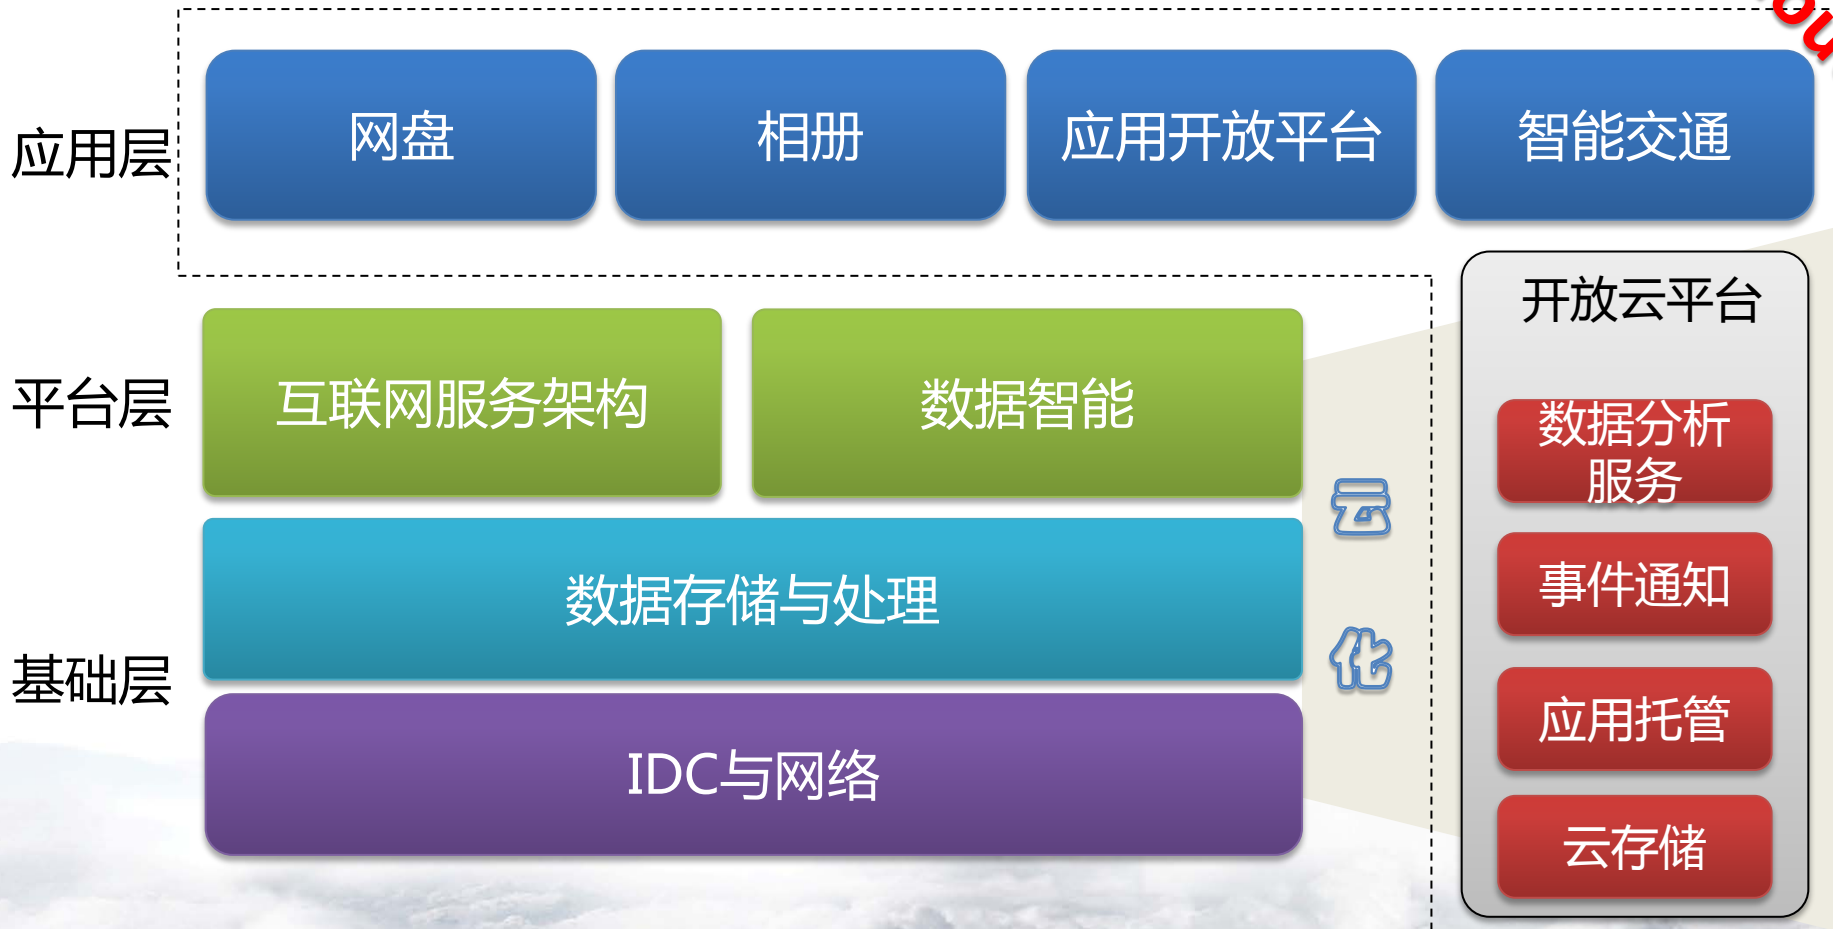 应用层
网盘
相册
应用开放平台
智能交通
平台层
互联网服务架构
数据智能
基础层
数据存储与处理
IDC与网络
云
化
开放云平台
数据分析
服务
事件通知
应用托管
云存储